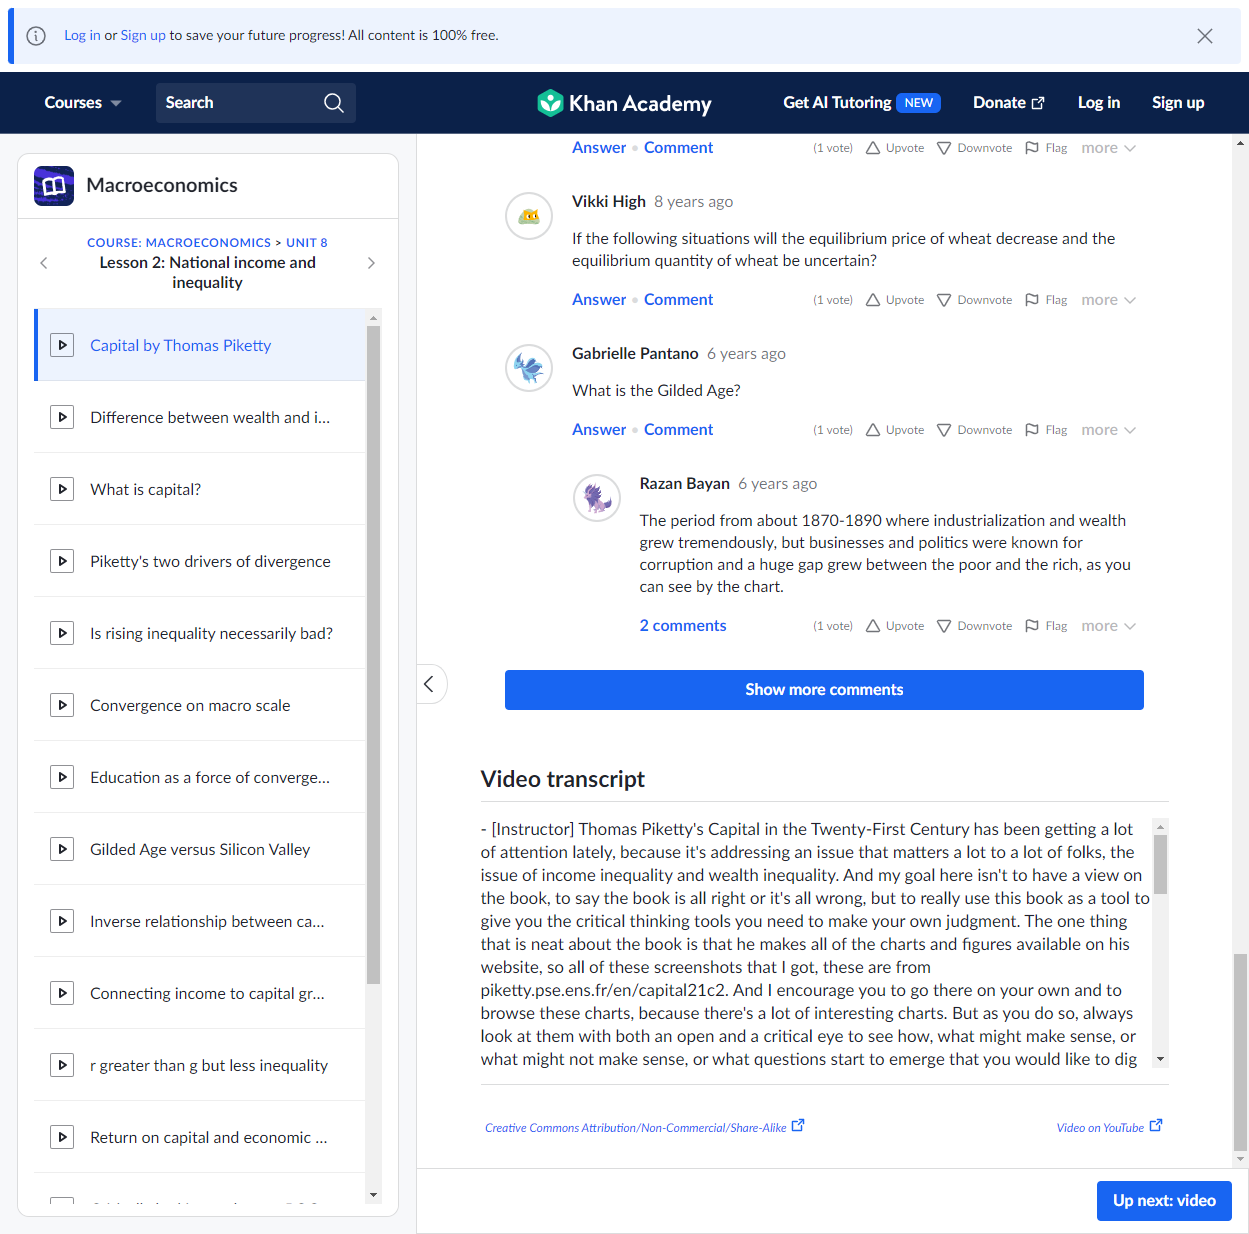 Log in or Sign up to save your future progress! All content is 100% free.
Courses
Search
Khan Academy
Get AI Tutoring NEW
Donate
Log in
Sign up
Macroeconomics
COURSE: MACROECONOMICS > UNIT 8
Lesson 2: National income and
inequality
Capital by Thomas Piketty
Difference between wealth and i...
What is capital?
Piketty's two drivers of divergence
Is rising inequality necessarily bad?
Convergence on macro scale
Education as a force of converge...
Gilded Age versus Silicon Valley
Inverse relationship between ca...
Connecting income to capital gr...
r greater than g but less inequality
Return on capital and economic ...
Answer • Comment (1 vote) Upvote Downvote Flag more
Vikki High 8 years ago
If the following situations will the equilibrium price of wheat decrease and the
equilibrium quantity of wheat be uncertain?
Answer • Comment (1 vote) Upvote Downvote Flag more
Gabrielle Pantano 6 years ago
What is the Gilded Age?
Answer • Comment (1 vote) Upvote Downvote Flag more
Razan Bayan 6 years ago
The period from about 1870-1890 where industrialization and wealth
grew tremendously, but businesses and politics were known for
corruption and a huge gap grew between the poor and the rich, as you
can see by the chart.
2 comments (1 vote) Upvote Downvote Flag more
Show more comments
Video transcript
- [Instructor] Thomas Piketty's Capital in the Twenty-First Century has been getting a lot
of attention lately, because it's addressing an issue that matters a lot to a lot of folks, the
issue of income inequality and wealth inequality. And my goal here isn't to have a view on
the book, to say the book is all right or it's all wrong, but to really use this book as a tool to
give you the critical thinking tools you need to make your own judgment. The one thing
that is neat about the book is that he makes all of the charts and figures available on his
website, so all of these screenshots that I got, these are from
piketty.pse.ens.fr/en/capital21c2. And I encourage you to go there on your own and to
browse these charts, because there's a lot of interesting charts. But as you do so, always
look at them with both an open and a critical eye to see how, what might make sense, or
what might not make sense, or what questions start to emerge that you would like to dig
Creative Commons Attribution/Non-Commercial/Share-Alike
Video on YouTube
Up next: video